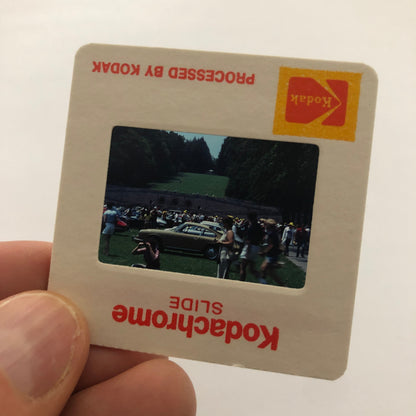 Kodachrome
SLIDE
Kodak
PROCESSED BY KODAK